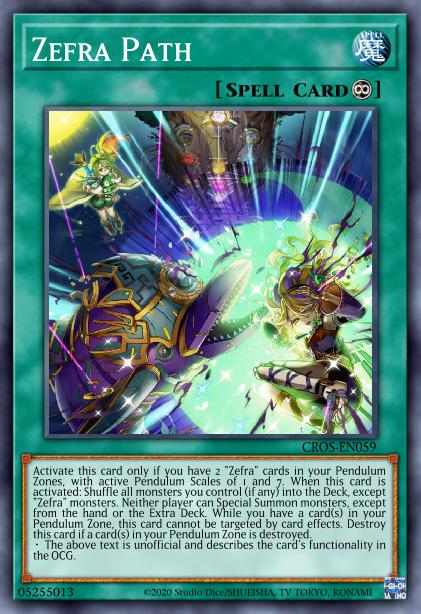 Zefra Path
SPELL
魔
[Spell Card]
CROS-EN059
Activate this card only if you have 2 "Zefra" cards in your Pendulum
Zones, with active Pendulum Scales of 1 and 7. When this card is
activated: Shuffle all monsters you control (if any) into the Deck, except
"Zefra" monsters. Neither player can Special Summon monsters, except
from the hand or the Extra Deck. While you have a card(s) in your
Pendulum Zone, this card cannot be targeted by card effects. Destroy
this card if a card(s) in your Pendulum Zone is destroyed.
· The above text is unofficial and describes the card's functionality in
the OCG.
05255013 ©2020 Studio Dice/SHUEISHA, TV TOKYO, KONAMI